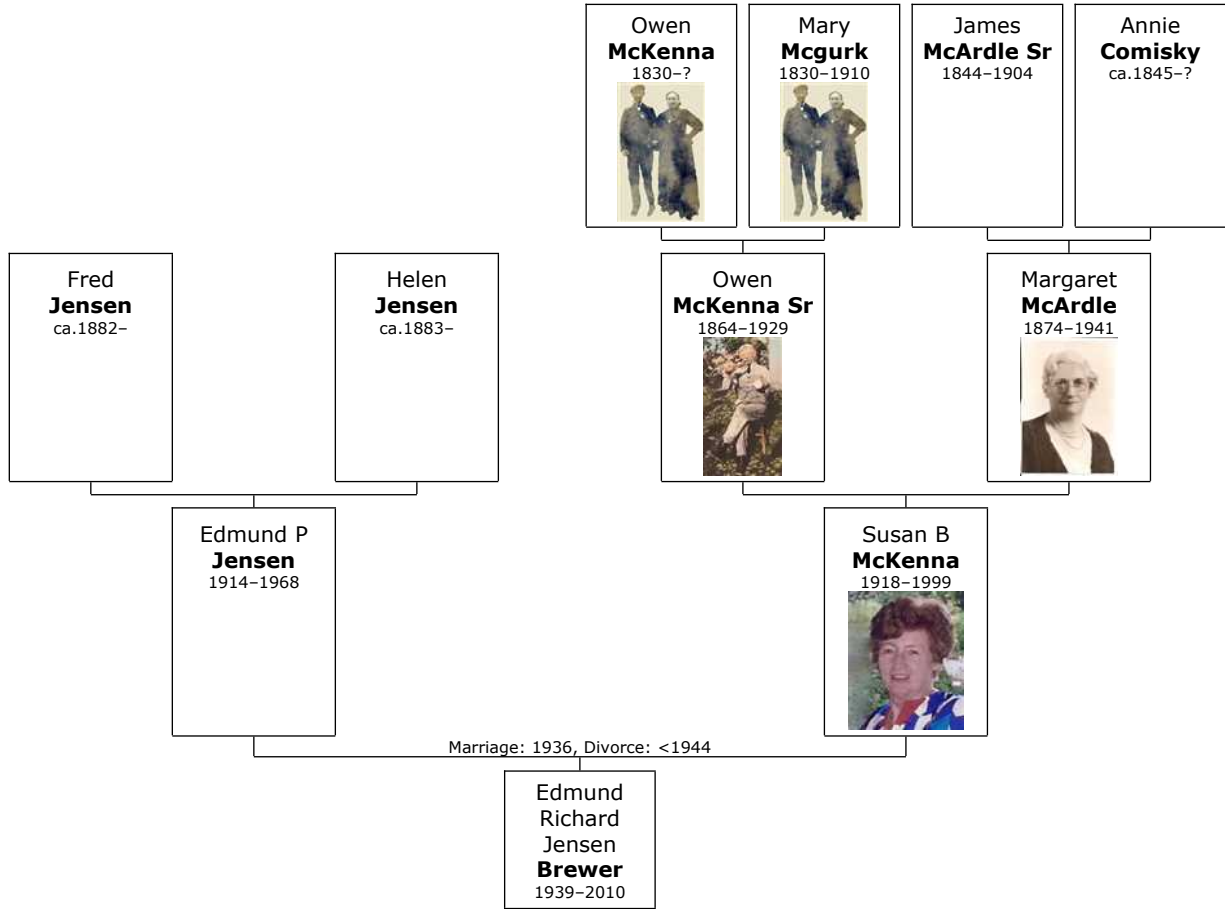 Owen
McKenna
1830–?
Mary
Mcgurk
1830–1910
James
McArdle Sr
1844–1904
Annie
Comisky
ca.1845–?
Fred
Jensen
ca.1882–
Helen
Jensen
ca.1883–
Owen
McKenna Sr
1864–1929
Margaret
McArdle
1874–1941
Edmund P
Jensen
1914–1968
Susan B
McKenna
1918–1999
Marriage: 1936, Divorce: <1944
Edmund
Richard
Jensen
Brewer
1939–2010